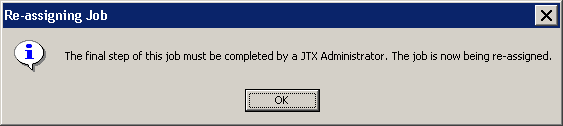 Re-assigning Job
The final step of this job must be completed by a JTX Administrator. The job is now being re-assigned.
OK